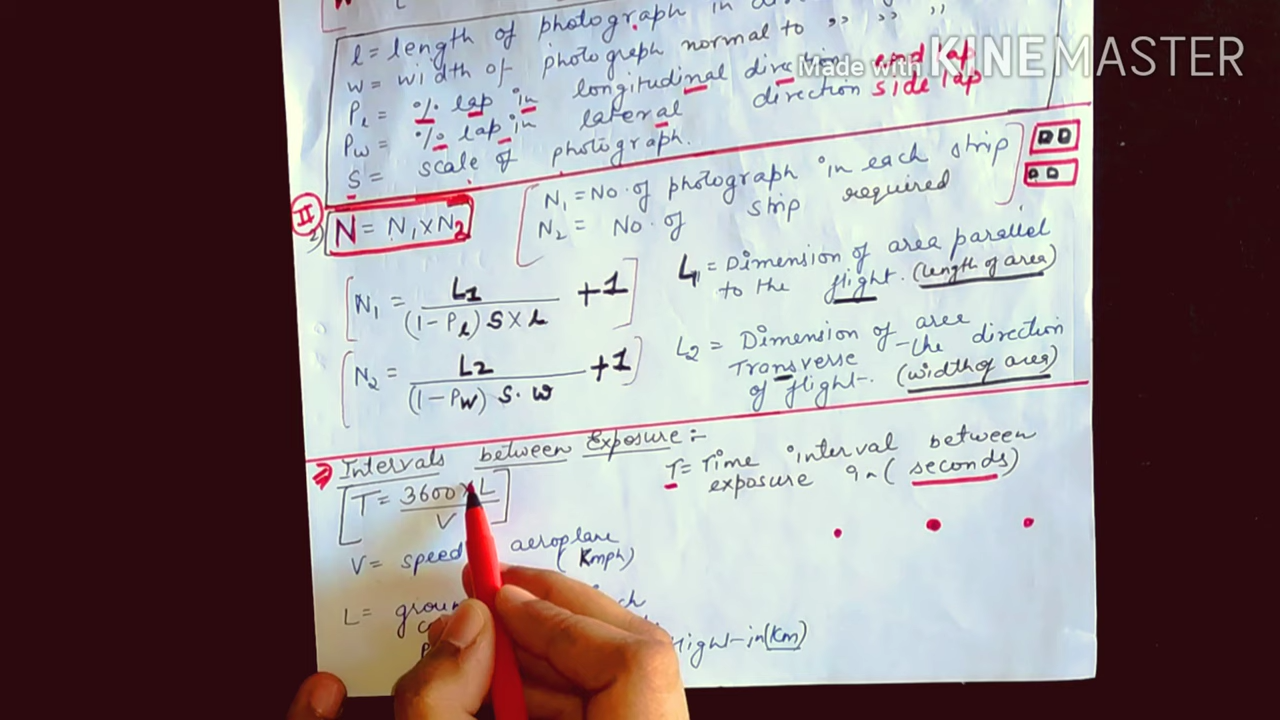 l = length of photograph in
w = width of photograph normal to ,, ,, ,,
Pl = % lap in longitudinal direction end lap
Pw = % lap in lateral direction side lap
S = scale of photograph.
Made with KINEMASTER
II
2) N = N1 x N2
N1 = No. of photograph in each strip
N2 = No. of strip required
N1 = L1 / (1 - Pl) S x L + 1
L1 = Dimension of area parallel
to the flight. (length of area)
N2 = L2 / (1 - Pw) S. w + 1
L2 = Dimension of area
Transverse the direction
of flight. (width of area)
Intervals between Exposure :-
T = 3600 x L / V
T = Time interval between
exposure in (seconds)
V = speed aeroplane
(Kmph)
L =
flight in (Km)